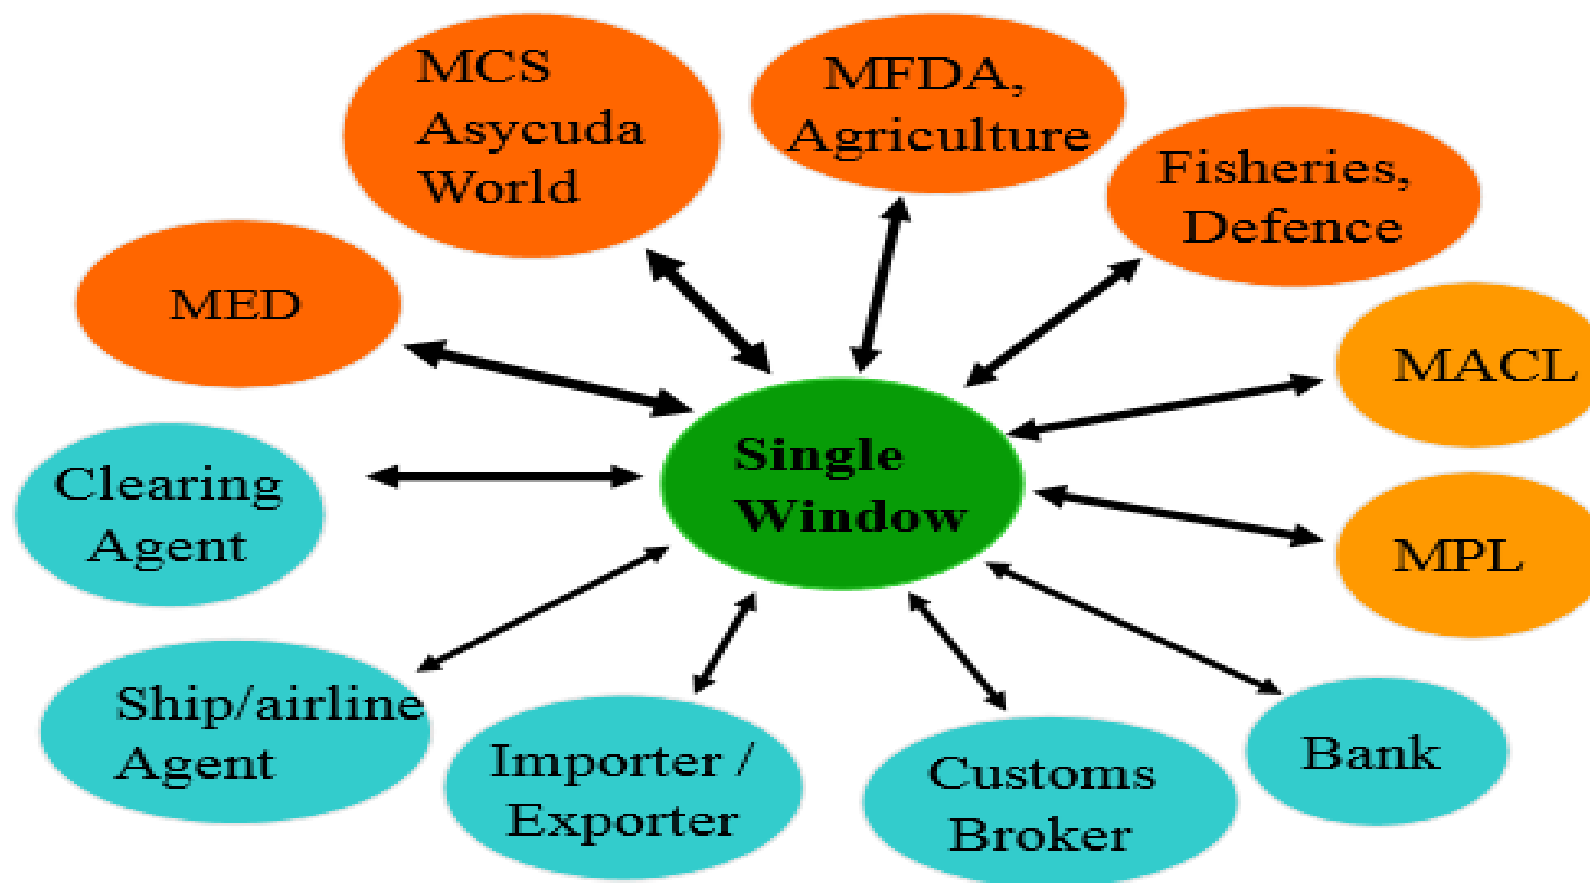 MCS
Asycuda
World
MFDA,
Agriculture
Fisheries,
Defence
MED
MACL
Single
Window
Clearing
Agent
MPL
Ship/airline
Agent
Importer /
Exporter
Customs
Broker
Bank